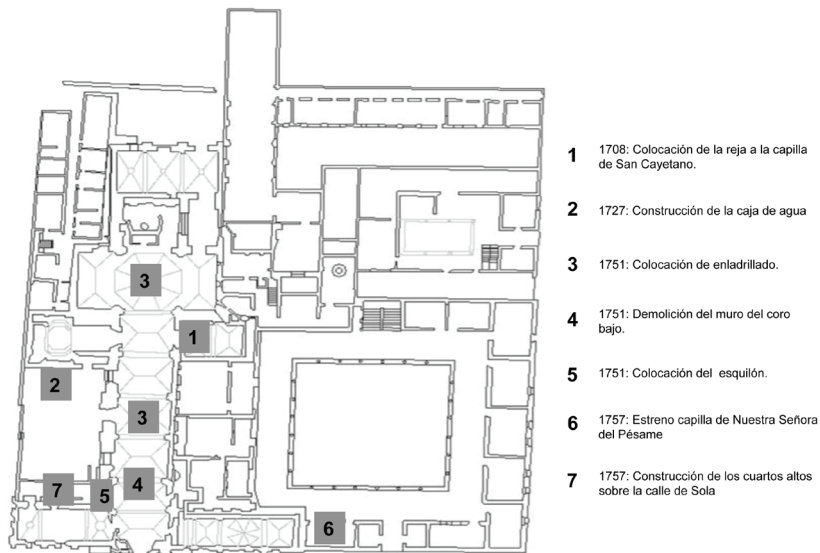 3
1
2
3
4
7
5
6
1 1708: Colocación de la reja a la capilla
de San Cayetano.
2 1727: Construcción de la caja de agua
3 1751: Colocación de enladrillado.
4 1751: Demolición del muro del coro
bajo.
5 1751: Colocación del esquilón.
6 1757: Estreno capilla de Nuestra Señora
del Pésame
7 1757: Construcción de los cuartos altos
sobre la calle de Sola